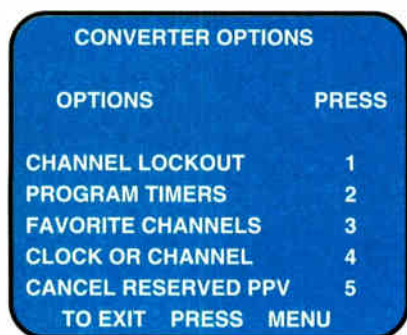 CONVERTER OPTIONS
OPTIONS PRESS
CHANNEL LOCKOUT 1
PROGRAM TIMERS 2
FAVORITE CHANNELS 3
CLOCK OR CHANNEL 4
CANCEL RESERVED PPV 5
TO EXIT PRESS MENU